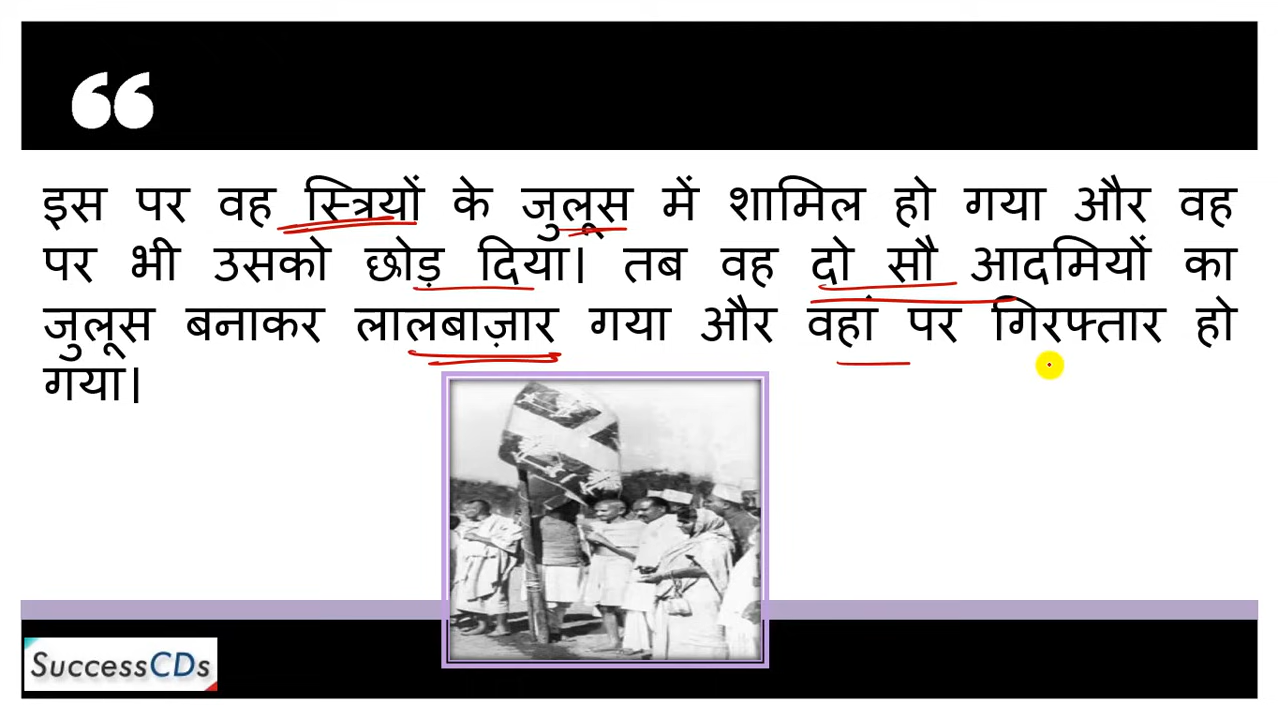 “
इस पर वह स्त्रियों के जुलूस में शामिल हो गया और वह
पर भी उसको छोड़ दिया। तब वह दो सौ आदमियों का
जुलूस बनाकर लालबाज़ार गया और वहां पर गिरफ्तार हो
गया।
SuccessCDs